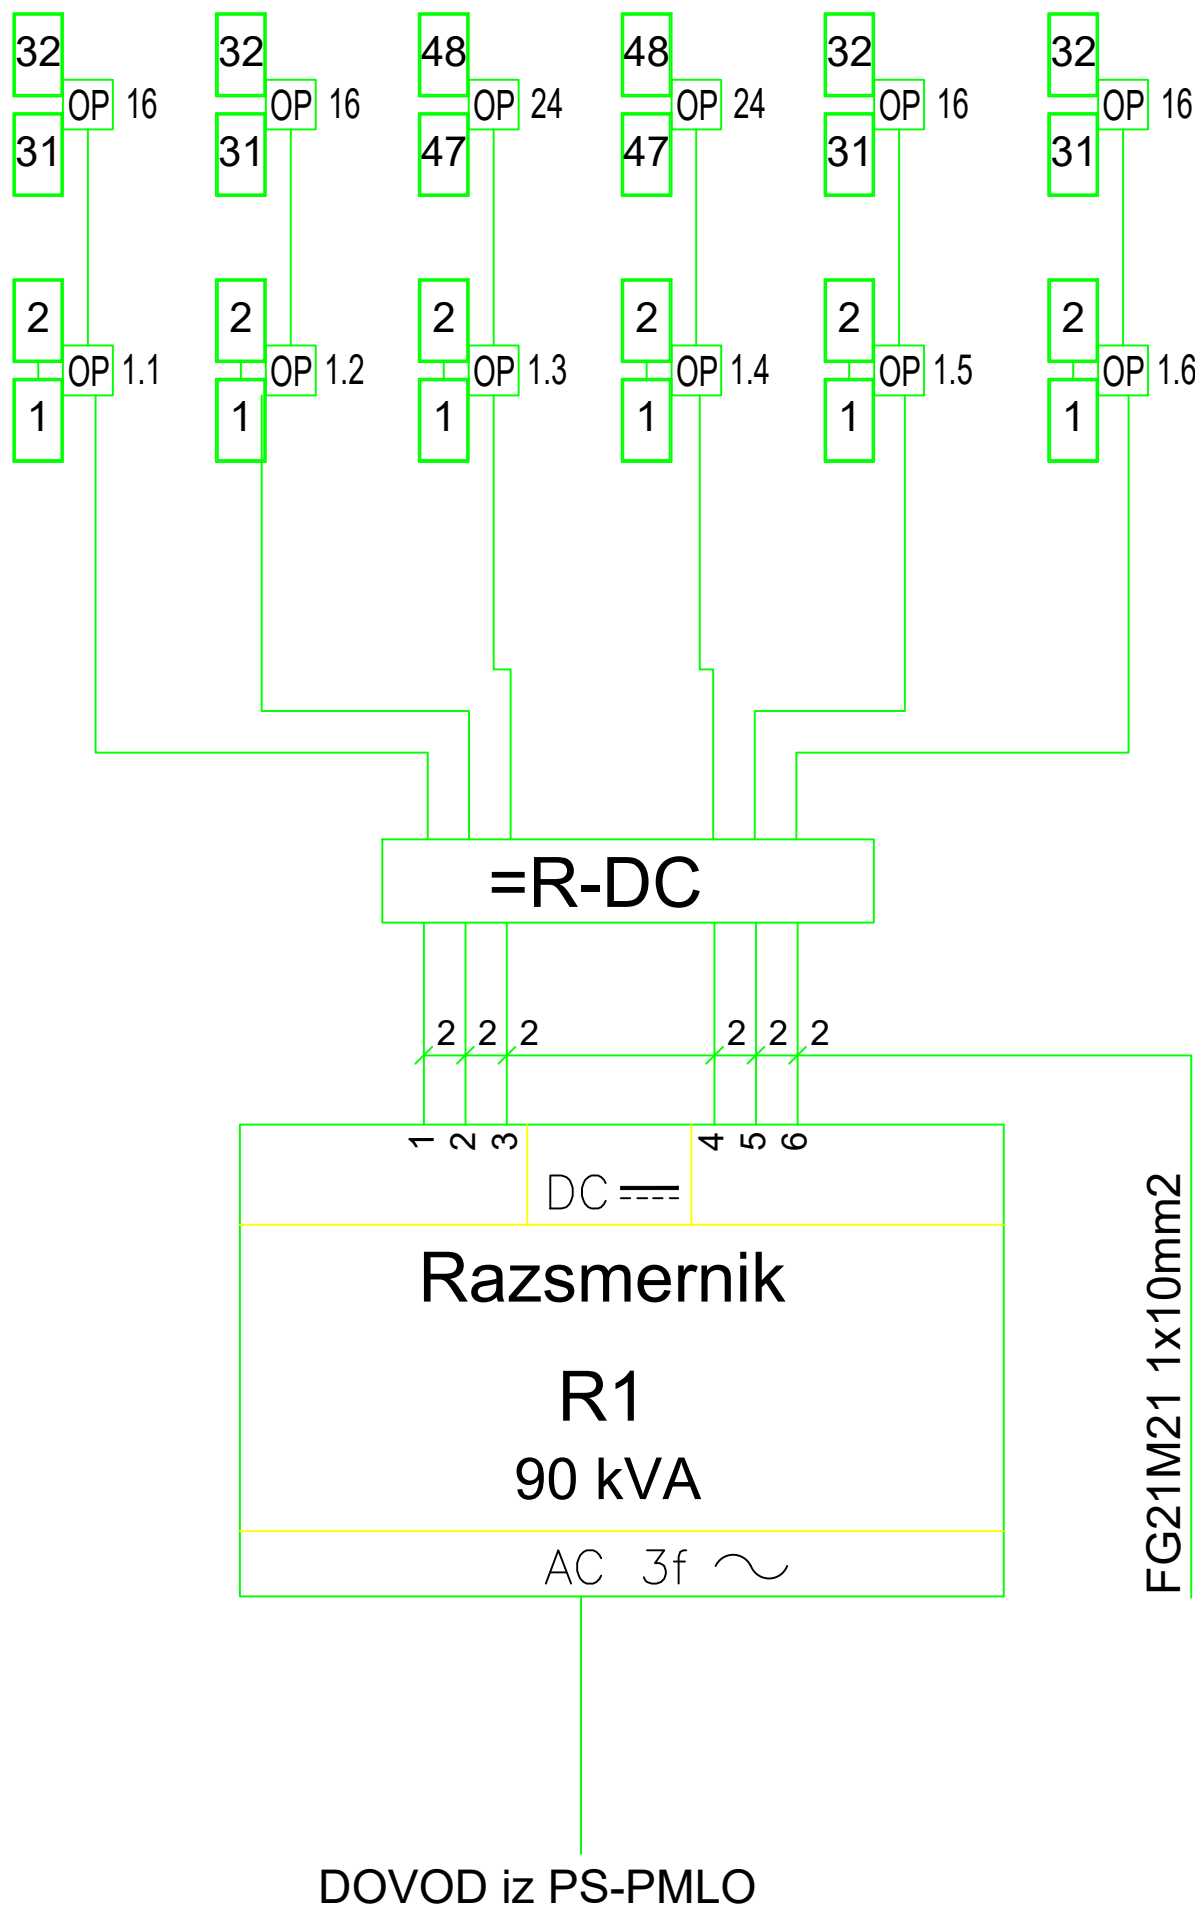 32 32 48 48 32 32
OP 16 OP 16 OP 24 OP 24 OP 16 OP 16
31 31 47 47 31 31
2 2 2 2 2 2
OP 1.1 OP 1.2 OP 1.3 OP 1.4 OP 1.5 OP 1.6
1 1 1 1 1 1
=R-DC
2 2 2 2 2 2
1 2 3 4 5 6
DC
Razsmernik
R1
90 kVA
AC 3f
FG21M21 1x10mm2
DOVOD iz PS-PMLO